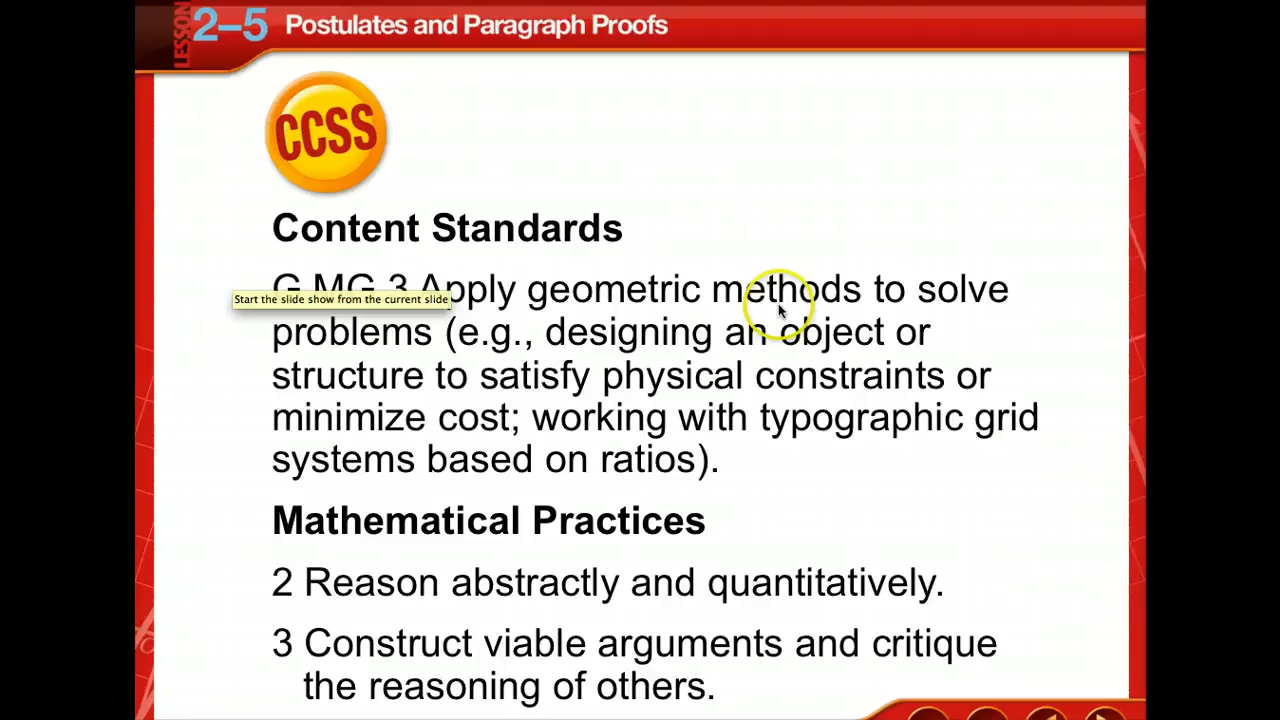 LESSON 2–5 Postulates and Paragraph Proofs
CCSS
Content Standards
G.MG.3 Apply geometric methods to solve
Start the slide show from the current slide
problems (e.g., designing an object or
structure to satisfy physical constraints or
minimize cost; working with typographic grid
systems based on ratios).
Mathematical Practices
2 Reason abstractly and quantitatively.
3 Construct viable arguments and critique
the reasoning of others.